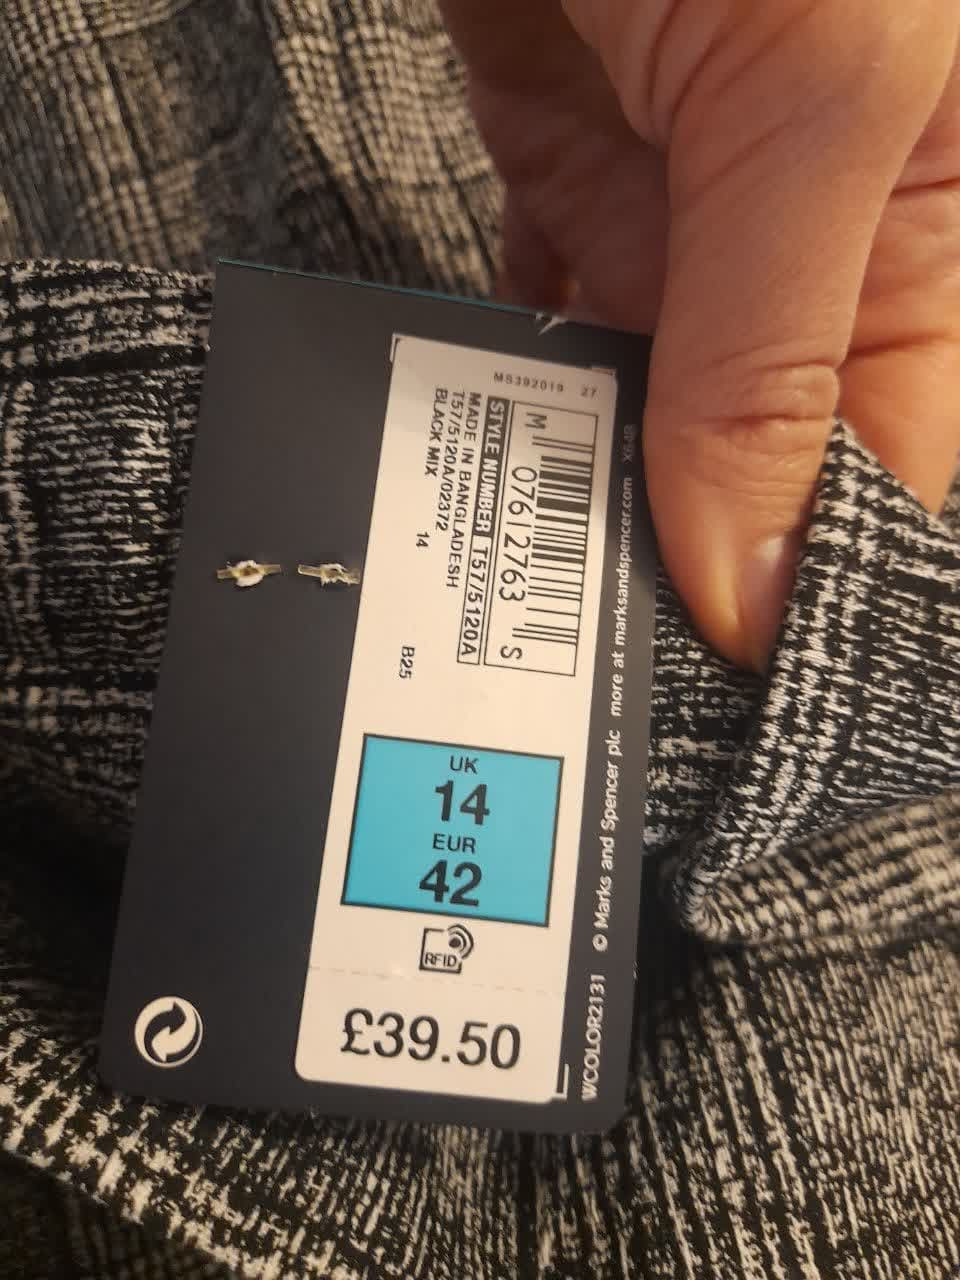 MS392019 27
M 07612763 S
STYLE NUMBER T57/5120A
MADE IN BANGLADESH
T57/5120A/02372
BLACK MIX 14
B25
UK
14
EUR
42
RFID
£39.50
WCOLOR2131 © Marks and Spencer plc more at marksandspencer.com